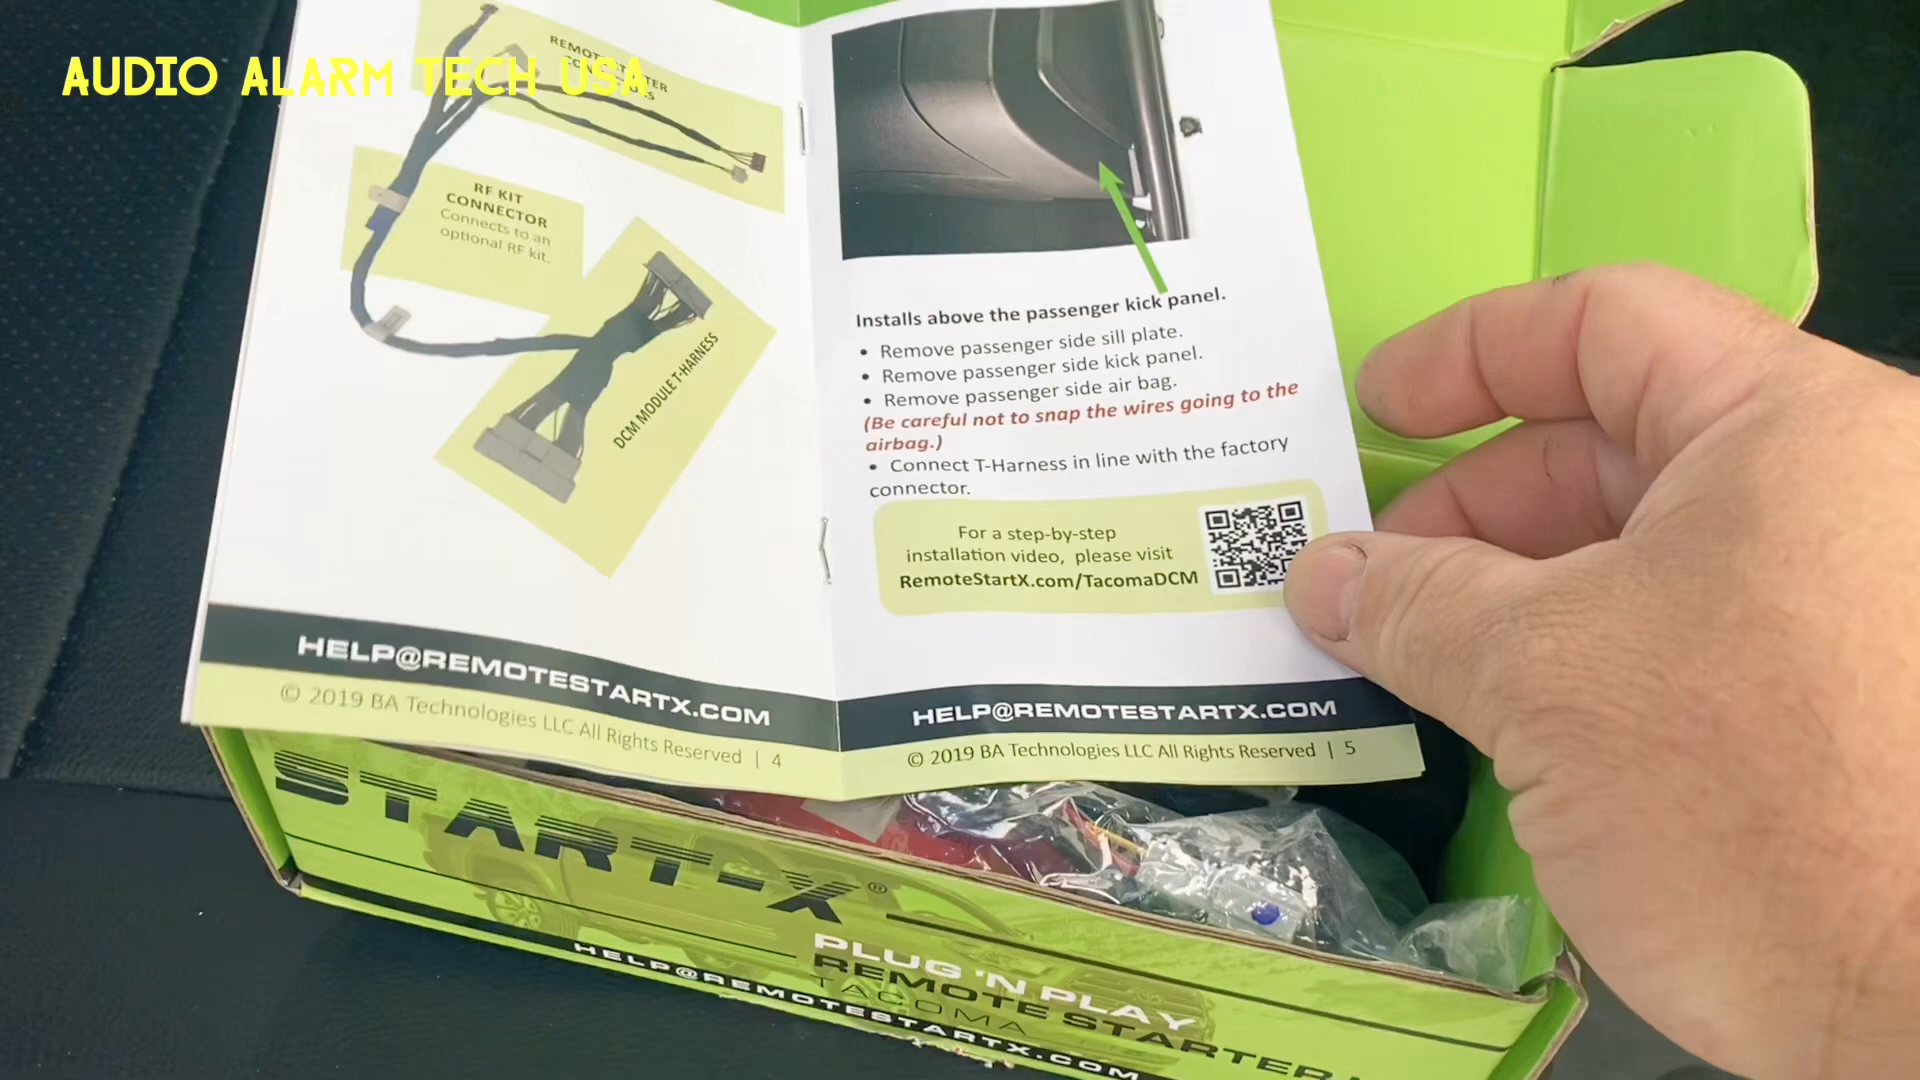 AUDIO ALARM TECH USA
RF KIT
CONNECTOR
Connects to an
optional RF kit.
DCM MODULE T-HARNESS
HELP@REMOTESTARTX.COM
© 2019 BA Technologies LLC All Rights Reserved | 4
Installs above the passenger kick panel.
• Remove passenger side sill plate.
• Remove passenger side kick panel.
• Remove passenger side air bag.
(Be careful not to snap the wires going to the
airbag.)
• Connect T-Harness in line with the factory
connector.
For a step-by-step
installation video, please visit
RemoteStartX.com/TacomaDCM
HELP@REMOTESTARTX.COM
© 2019 BA Technologies LLC All Rights Reserved | 5
START-X®
PLUG 'N PLAY
REMOTE STARTER
TACOMA
HELP@REMOTESTARTX.COM